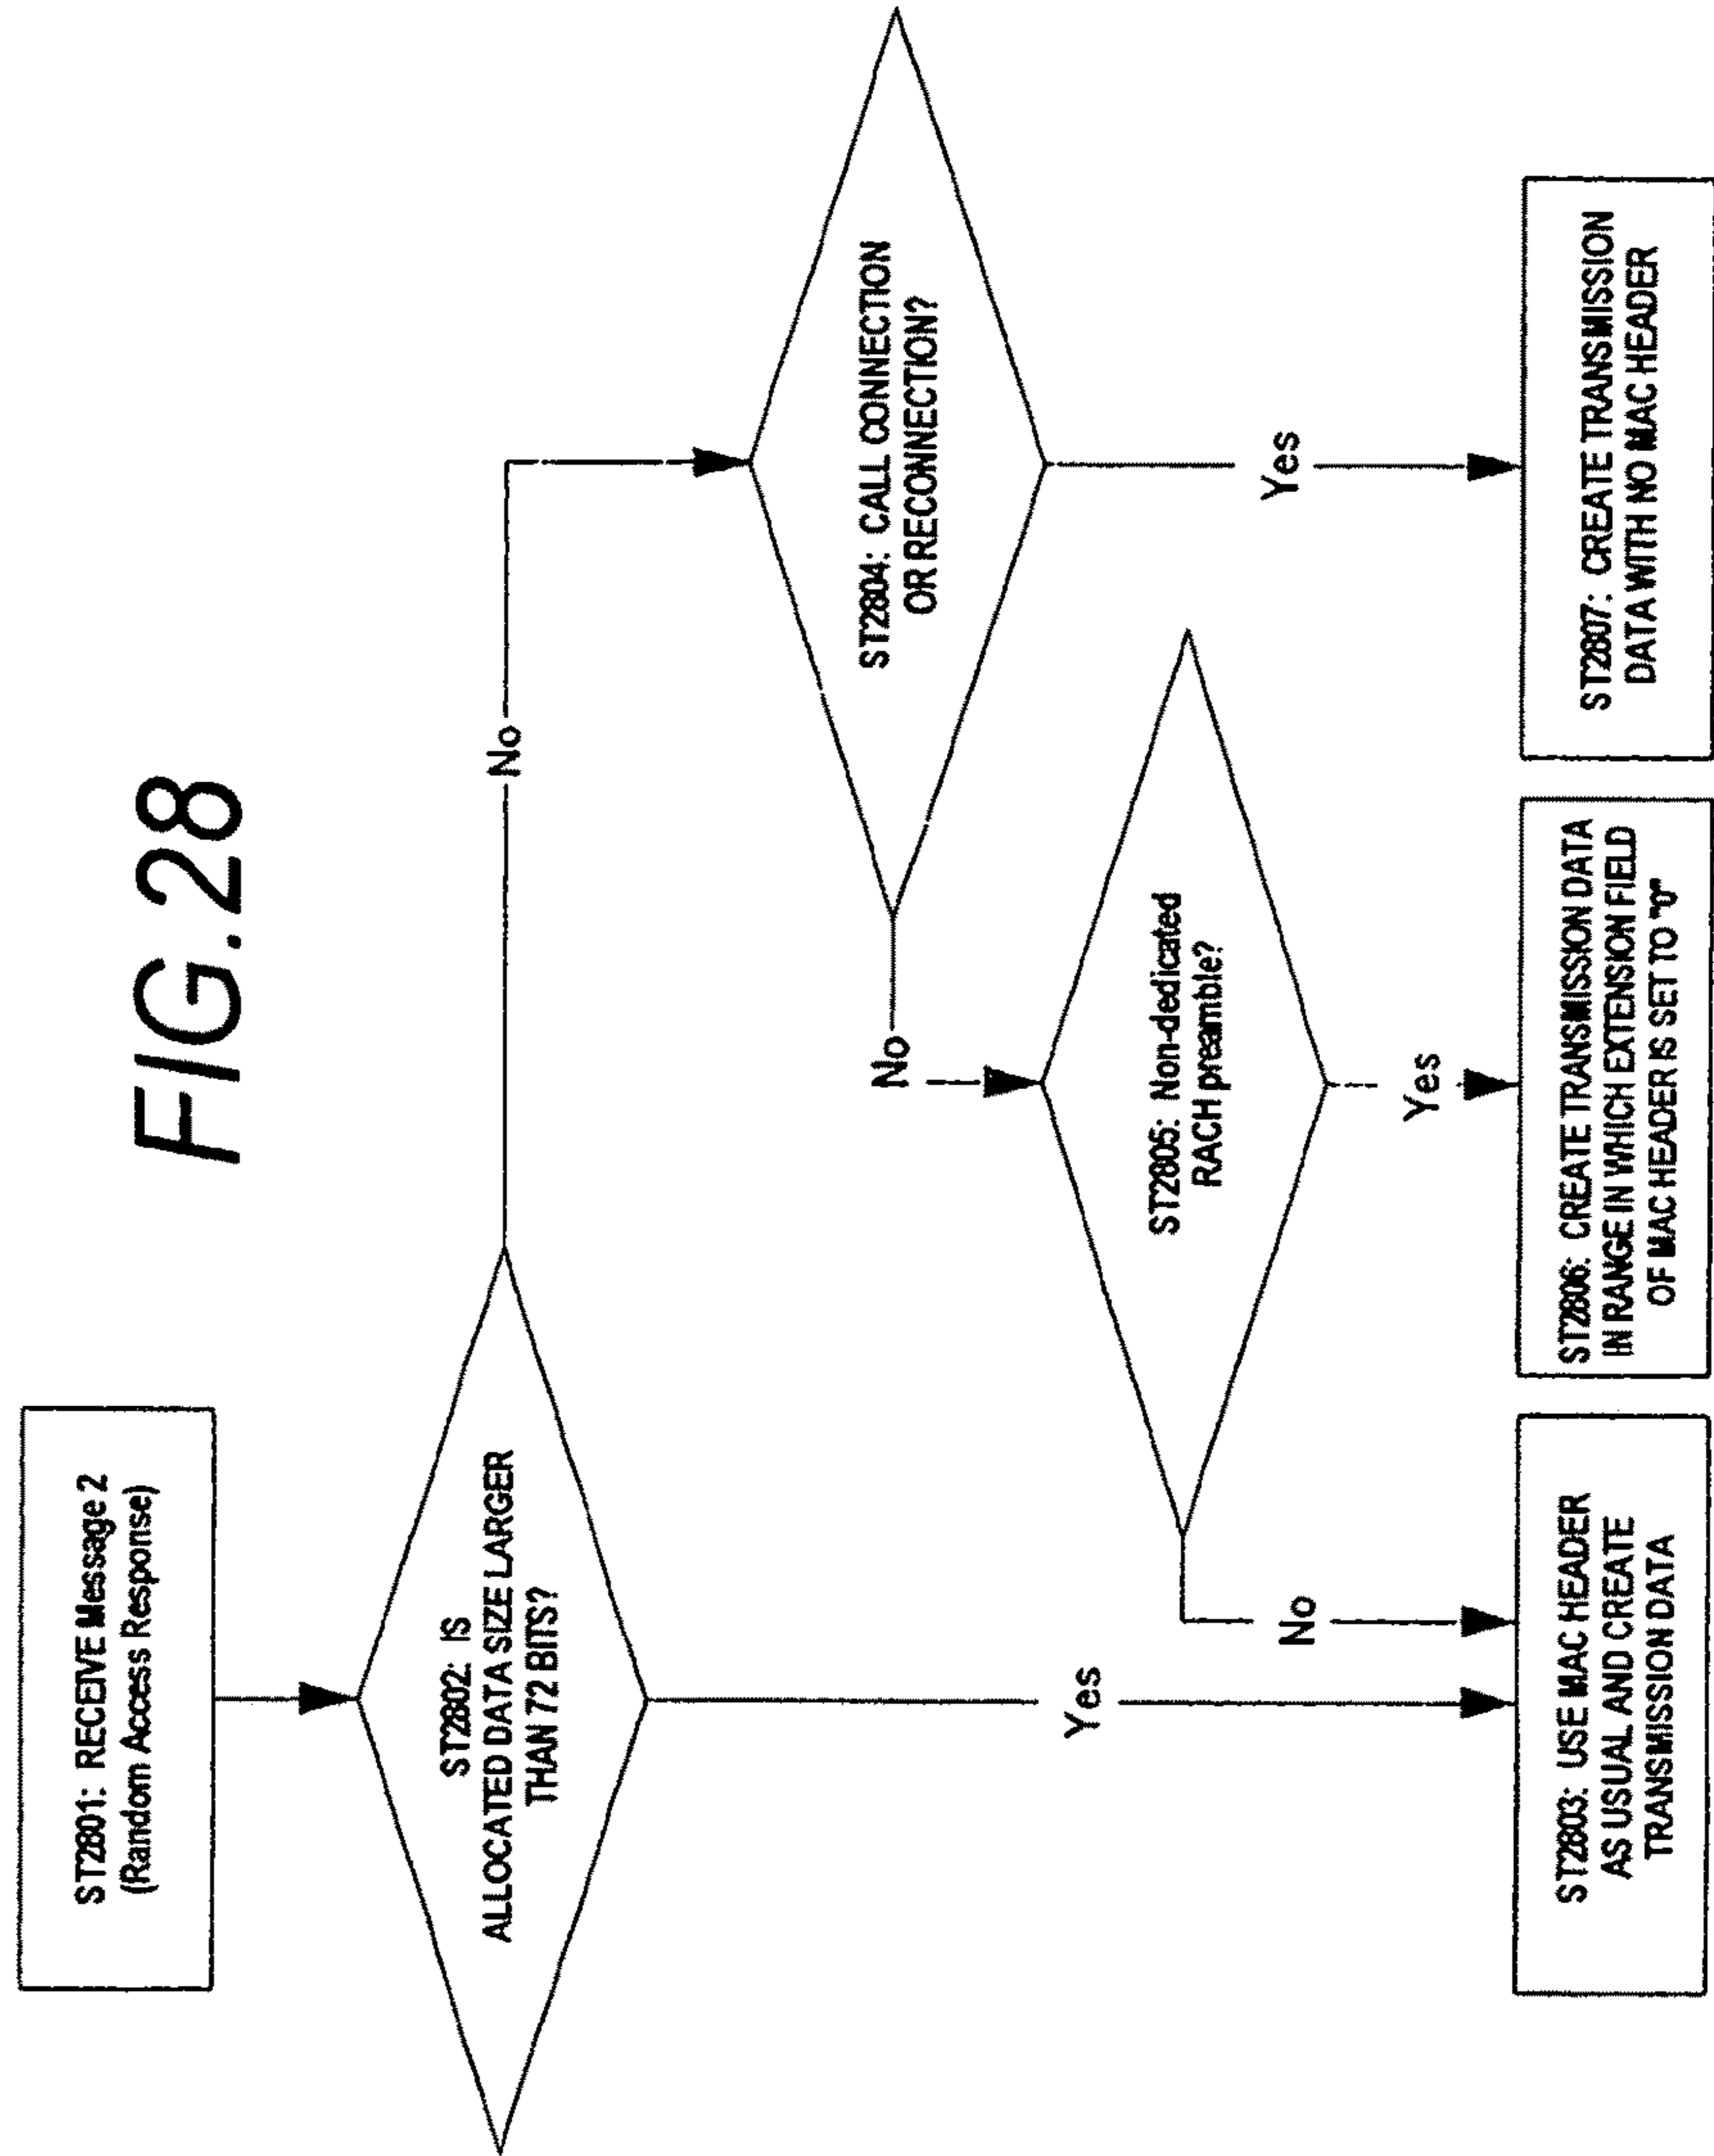 FIG.28
ST2801: RECEIVE Message 2
(Random Access Response)
ST2802: IS
ALLOCATED DATA SIZE LARGER
THAN 72 BITS?
No
Yes
ST2804: CALL CONNECTION
OR RECONNECTION?
No
Yes
ST2805: Non-dedicated
RACH preamble?
No
Yes
ST2803: USE MAC HEADER
AS USUAL AND CREATE
TRANSMISSION DATA
ST2806: CREATE TRANSMISSION DATA
IN RANGE IN WHICH EXTENSION FIELD
OF MAC HEADER IS SET TO "0"
ST2807: CREATE TRANSMISSION
DATA WITH NO MAC HEADER